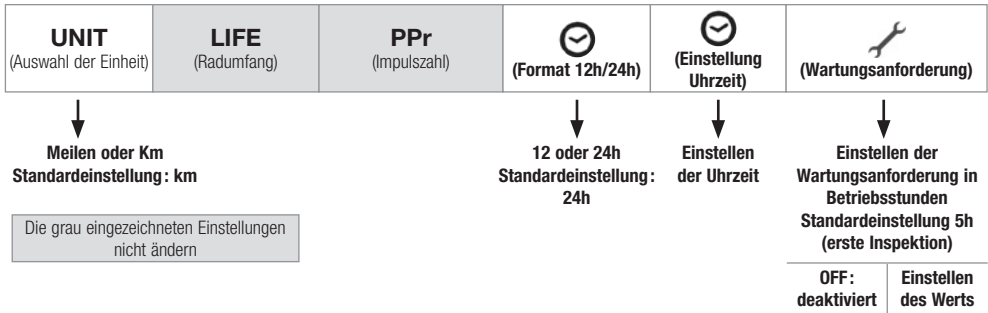 UNIT
(Auswahl der Einheit)
LIFE
(Radumfang)
PPr
(Impulszahl)
(Format 12h/24h)
(Einstellung
Uhrzeit)
(Wartungsanforderung)
Meilen oder Km
Standardeinstellung: km
12 oder 24h
Standardeinstellung:
24h
Einstellen
der Uhrzeit
Einstellen der
Wartungsanforderung in
Betriebsstunden
Standardeinstellung 5h
(erste Inspektion)
Die grau eingezeichneten Einstellungen
nicht ändern
OFF:
deaktiviert
Einstellen
des Werts